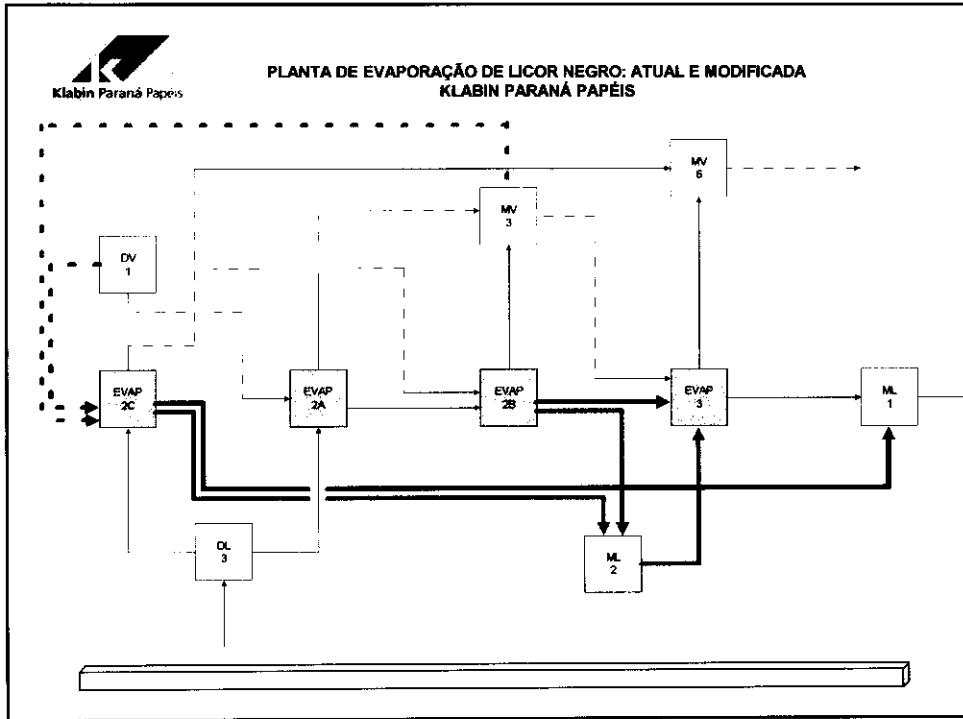 Klabin Paraná Papéis
PLANTA DE EVAPORAÇÃO DE LICOR NEGRO: ATUAL E MODIFICADA
KLABIN PARANÁ PAPÉIS
MV
6
MV
3
DV
1
EVAP
2C
EVAP
2A
EVAP
2B
EVAP
3
ML
1
DL
3
ML
2